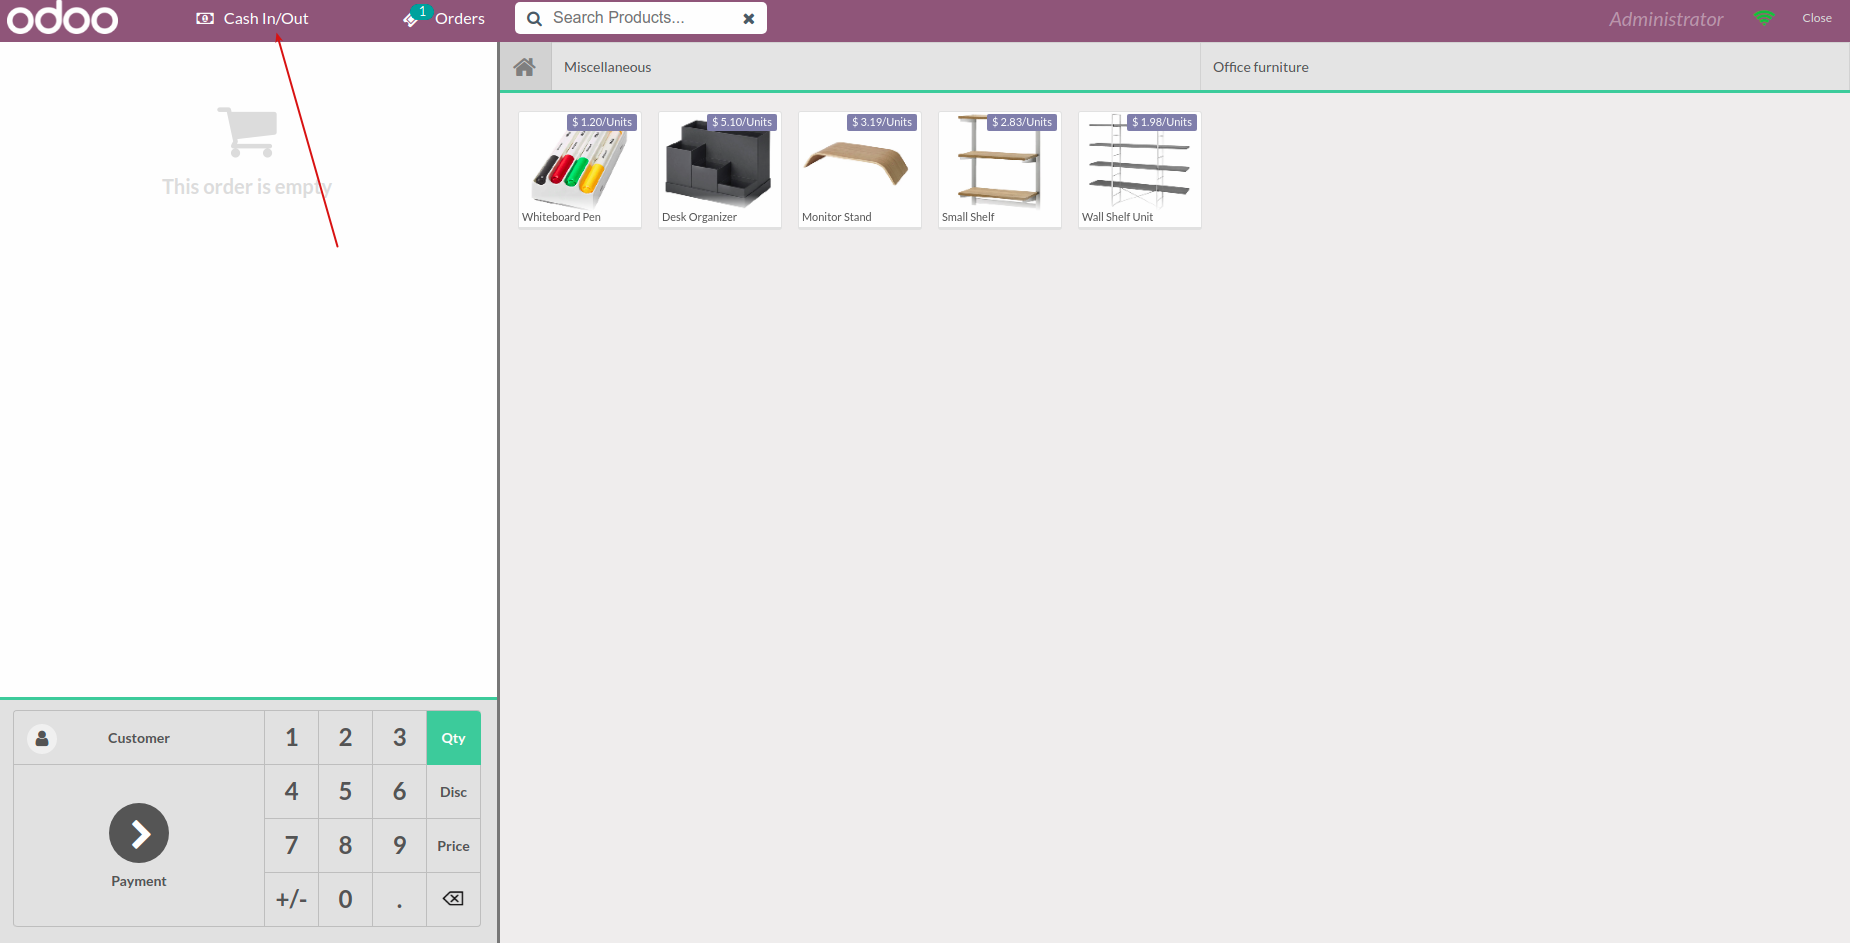 odoo
Cash In/Out
1
Orders
Search Products...
Administrator
Close
Miscellaneous
Office furniture
This order is empty
$ 1.20/Units
Whiteboard Pen
$ 5.10/Units
Desk Organizer
$ 3.19/Units
Monitor Stand
$ 2.83/Units
Small Shelf
$ 1.98/Units
Wall Shelf Unit
Customer
1 2 3 Qty
4 5 6 Disc
7 8 9 Price
+/- 0 .
Payment